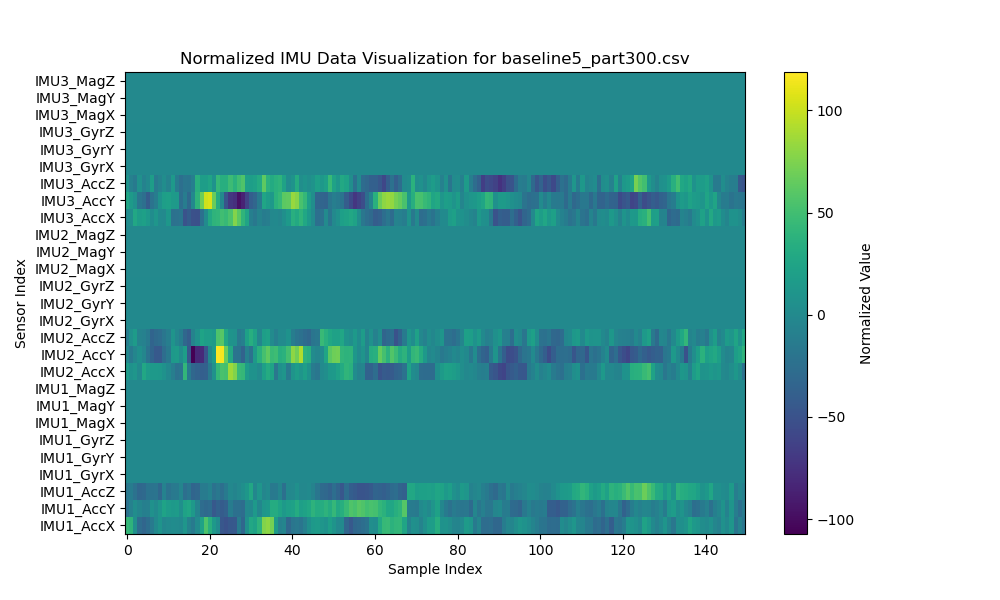 Normalized IMU Data Visualization for baseline5_part300.csv
IMU3_MagZ
IMU3_MagY
IMU3_MagX
IMU3_GyrZ
IMU3_GyrY
IMU3_GyrX
IMU3_AccZ
IMU3_AccY
IMU3_AccX
IMU2_MagZ
IMU2_MagY
IMU2_MagX
IMU2_GyrZ
IMU2_GyrY
IMU2_GyrX
IMU2_AccZ
IMU2_AccY
IMU2_AccX
IMU1_MagZ
IMU1_MagY
IMU1_MagX
IMU1_GyrZ
IMU1_GyrY
IMU1_GyrX
IMU1_AccZ
IMU1_AccY
IMU1_AccX
Sensor Index
0 20 40 60 80 100 120 140
Sample Index
100
50
0
−50
−100
Normalized Value